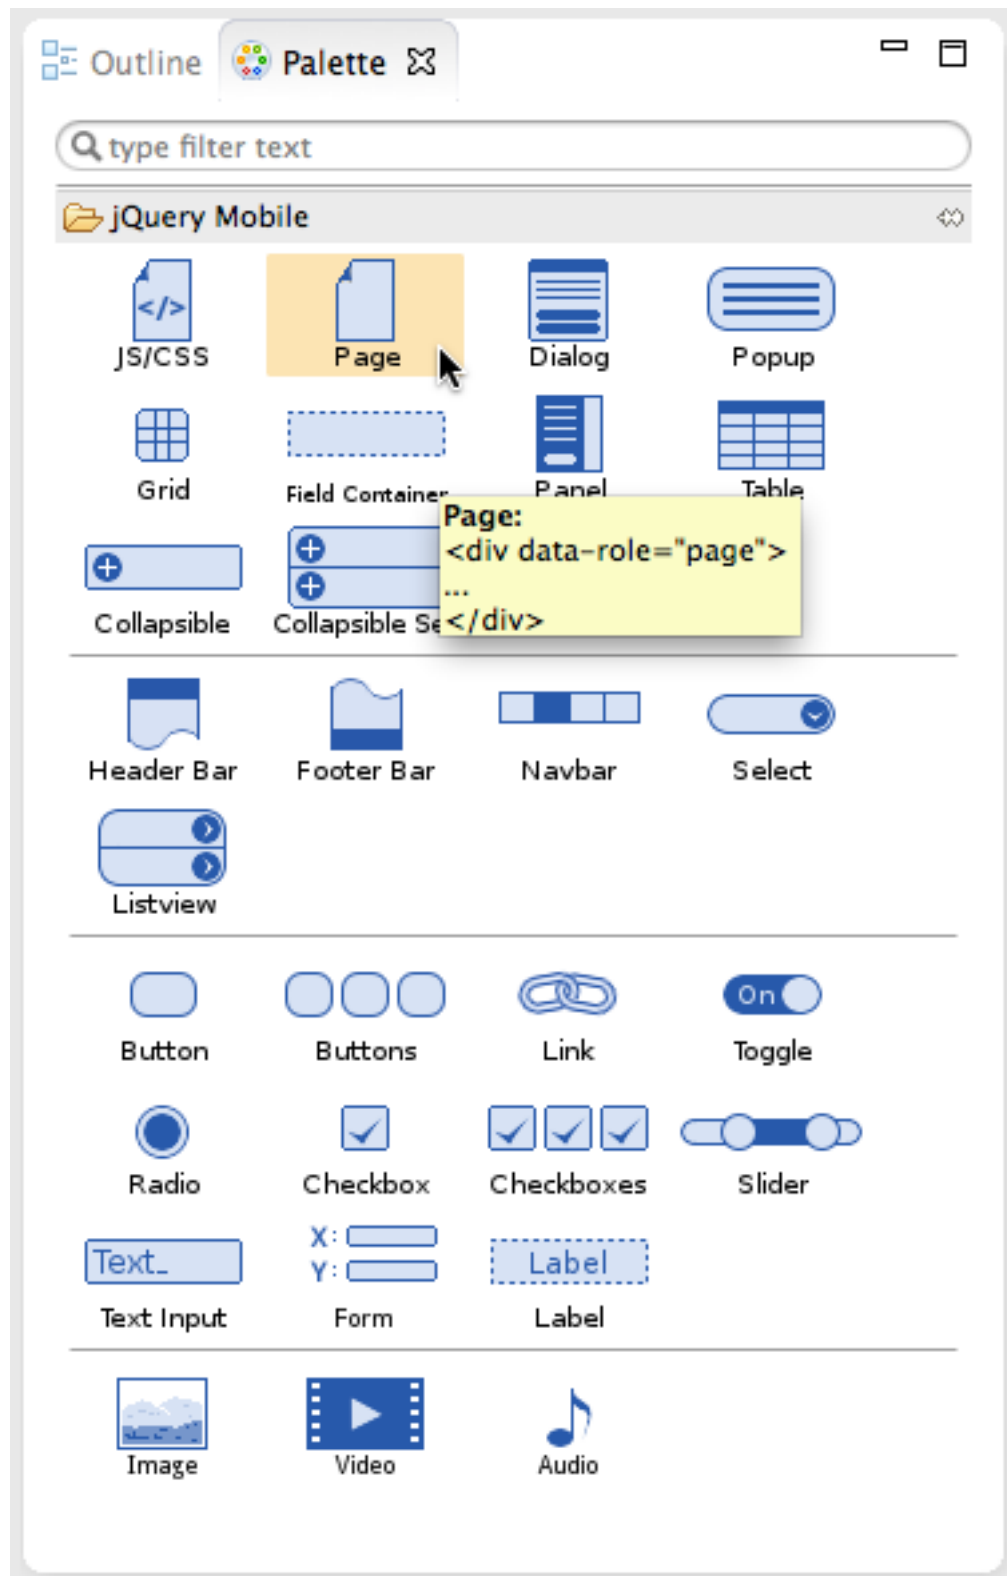 Outline Palette
type filter text
jQuery Mobile
</>
JS/CSS Page Dialog Popup
Grid Field Container Panel Table
Page:
<div data-role="page">
...
</div>
Collapsible Collapsible
Header Bar Footer Bar Navbar Select
Listview
On
Button Buttons Link Toggle
Radio Checkbox Checkboxes Slider
Text_
X:
Y:
Label
Text Input Form Label
Image Video Audio